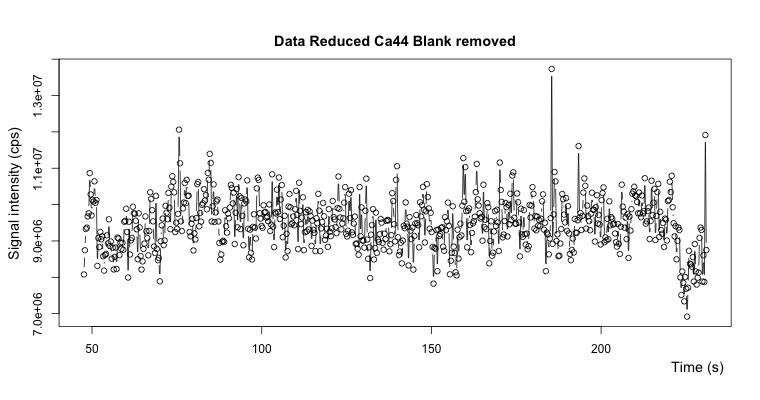 Data Reduced Ca44 Blank removed
Signal intensity (cps)
1.3e+07
1.1e+07
9.0e+06
7.0e+06
50 100 150 200
Time (s)